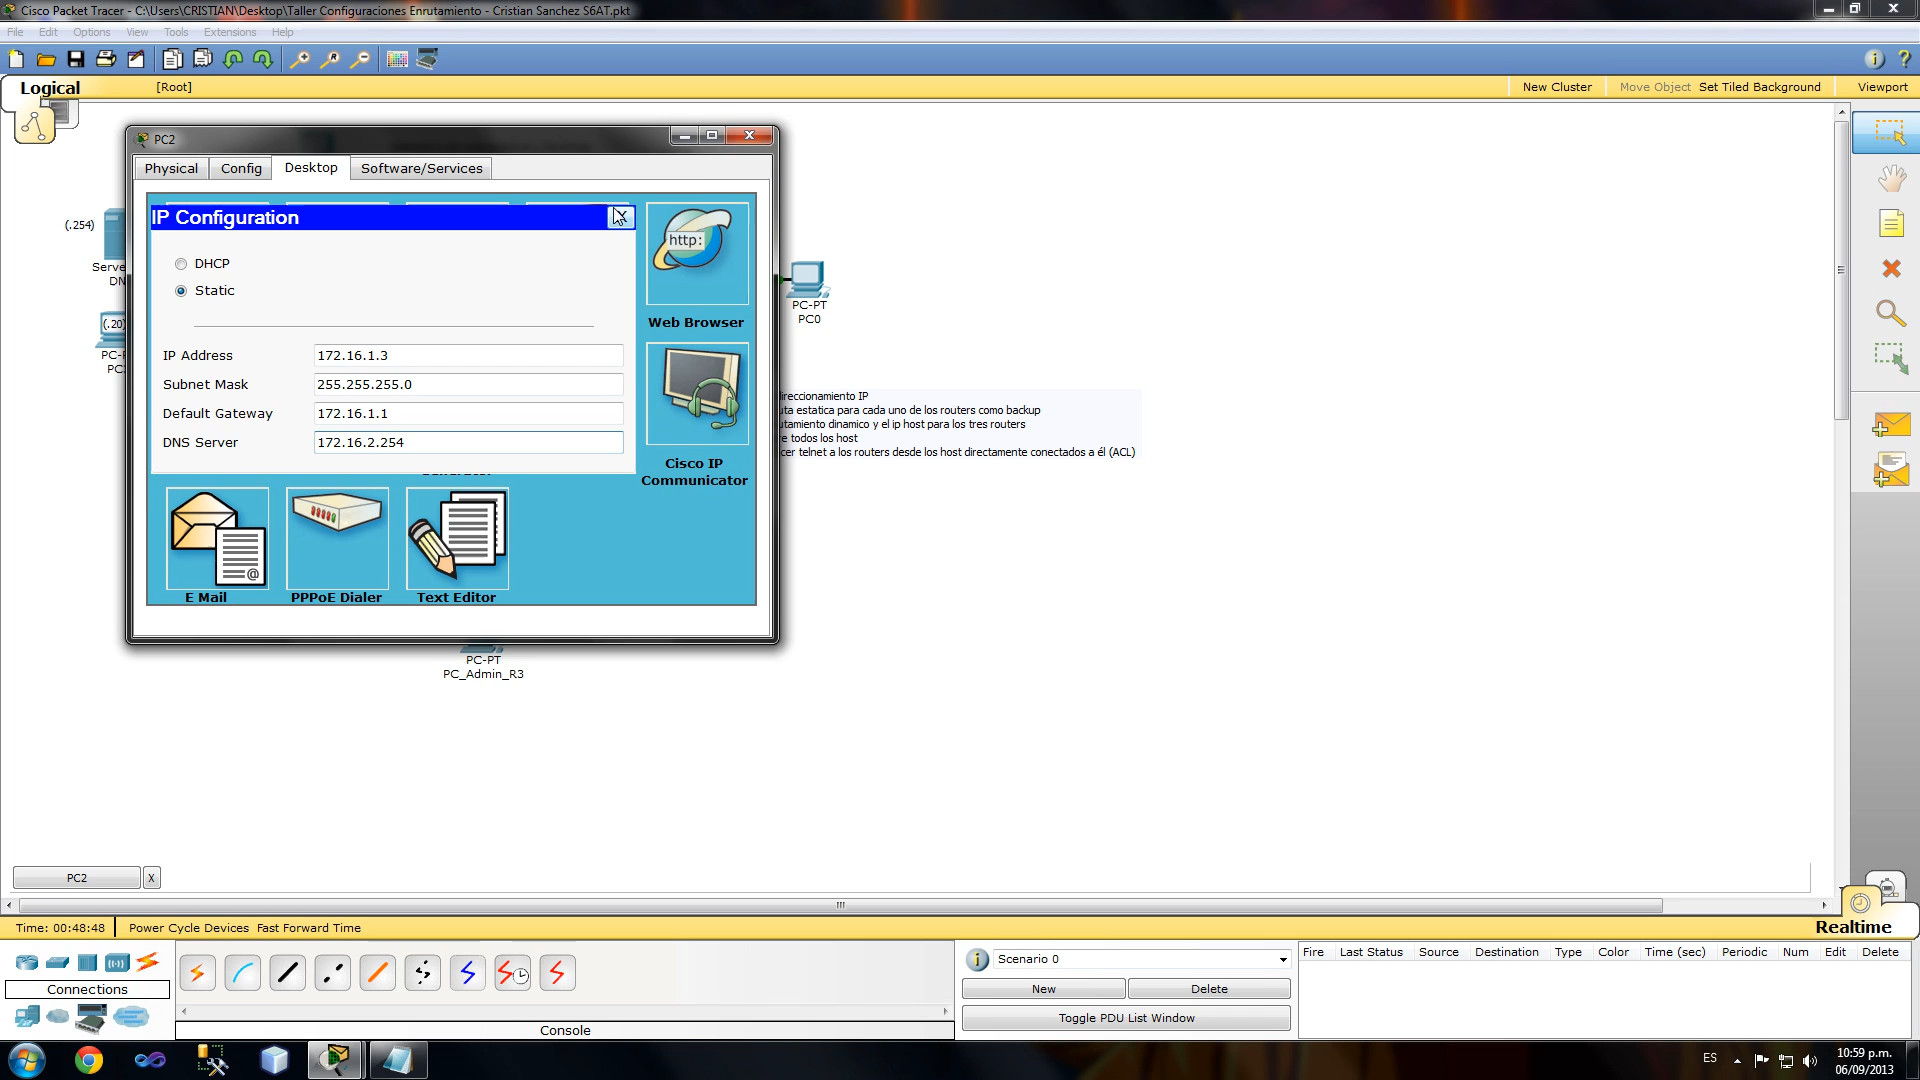 Cisco Packet Tracer - C:\Users\CRISTIAN\Desktop\Taller Configuraciones Enrutamiento - Cristian Sanchez S6AT.pkt
File Edit Options View Tools Extensions Help
Logical [Root] New Cluster Move Object Set Tiled Background Viewport
PC2
Physical Config Desktop Software/Services
IP Configuration X
http:
DHCP
Static
IP Address 172.16.1.3
Subnet Mask 255.255.255.0
Default Gateway 172.16.1.1
DNS Server 172.16.2.254
Web Browser
Cisco IP
Communicator
E Mail PPPoE Dialer Text Editor
(.254)
Serve
DN
(.20)
PC-P
PC
PC-PT
PC0
direccionamiento IP
uta estatica para cada uno de los routers como backup
utamiento dinamico y el ip host para los tres routers
re todos los host
cer telnet a los routers desde los host directamente conectados a él (ACL)
PC-PT
PC_Admin_R3
PC2 X
Time: 00:48:48 Power Cycle Devices Fast Forward Time Realtime
Connections
Console
Scenario 0
New Delete
Toggle PDU List Window
Fire Last Status Source Destination Type Color Time (sec) Periodic Num Edit Delete
ES
10:59 p.m.
06/09/2013